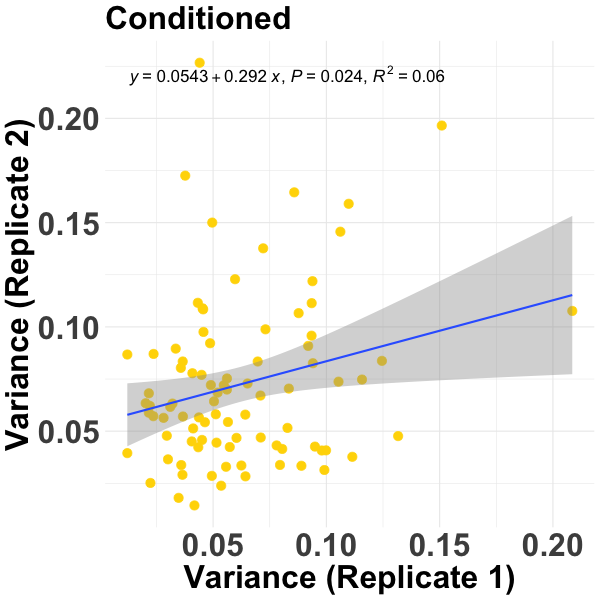 Conditioned
y = 0.0543 + 0.292 x, P = 0.024, R² = 0.06
Variance (Replicate 2)
0.20
0.15
0.10
0.05
0.05 0.10 0.15 0.20
Variance (Replicate 1)